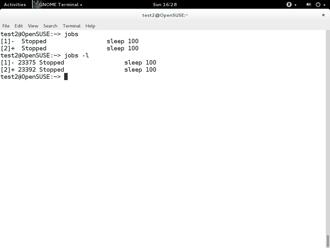 Activities GNOME Terminal Sun 16:28
test2@OpenSUSE:~
File Edit View Search Terminal Help
test2@OpenSUSE:~> jobs
[1]-  Stopped                 sleep 100
[2]+  Stopped                 sleep 100
test2@OpenSUSE:~> jobs -l
[1]- 23375 Stopped                 sleep 100
[2]+ 23392 Stopped                 sleep 100
test2@OpenSUSE:~>